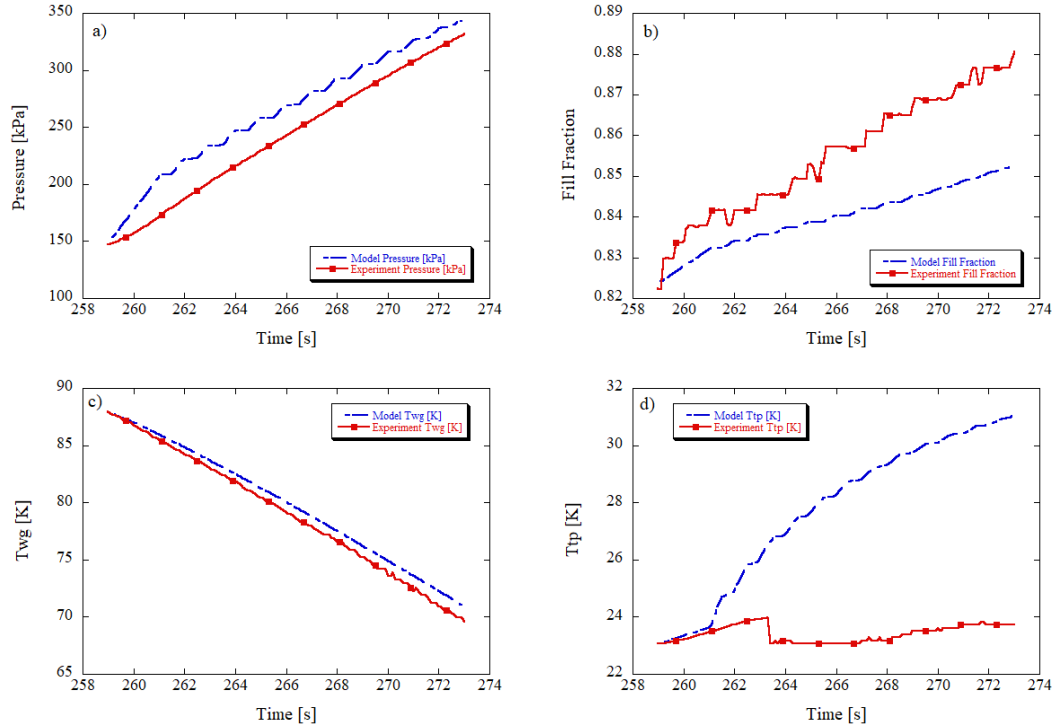 a)
350
300
250
200
150
100
Pressure [kPa]
Model Pressure [kPa]
Experiment Pressure [kPa]
258 260 262 264 266 268 270 272 274
Time [s]
b)
0.89
0.88
0.87
0.86
0.85
0.84
0.83
0.82
Fill Fraction
Model Fill Fraction
Experiment Fill Fraction
258 260 262 264 266 268 270 272 274
Time [s]
c)
90
85
80
75
70
65
Twg [K]
Model Twg [K]
Experiment Twg [K]
258 260 262 264 266 268 270 272 274
Time [s]
d)
32
30
28
26
24
22
Ttp [K]
Model Ttp [K]
Experiment Ttp [K]
258 260 262 264 266 268 270 272 274
Time [s]